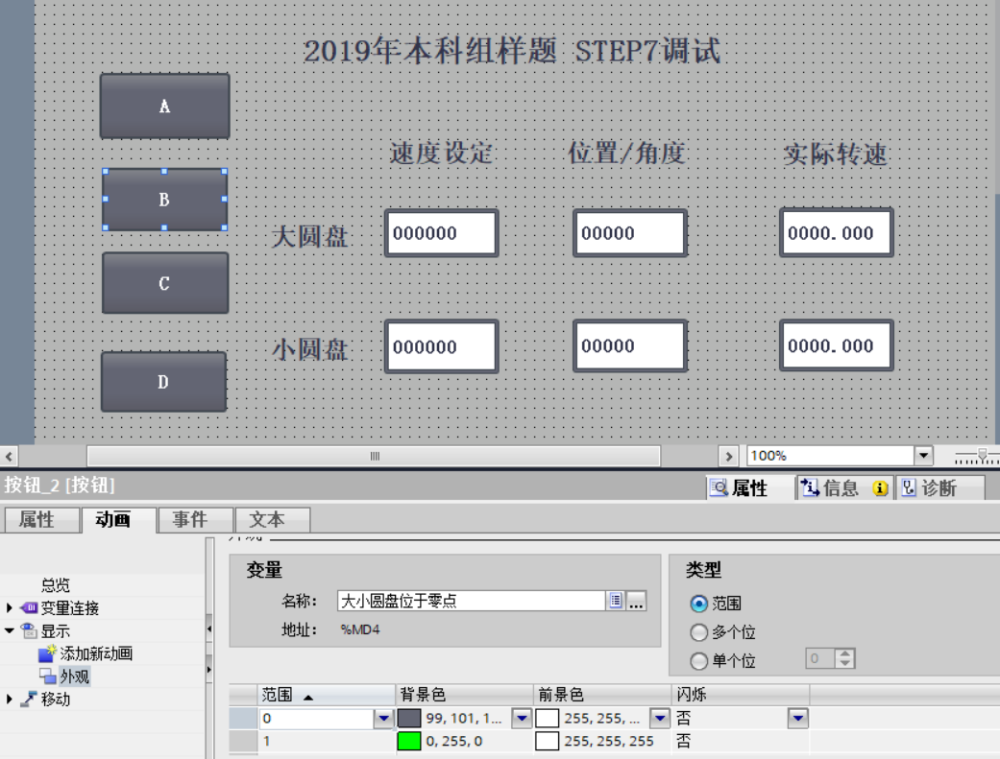 2019年本科组样题 STEP7调试
A
速度设定 位置/角度 实际转速
B
大圆盘 000000 00000 0000.000
C
小圆盘 000000 00000 0000.000
D
100%
按钮_2 [按钮] 属性 信息 诊断
属性 动画 事件 文本
总览
变量连接
显示
添加新动画
外观
移动
变量
名称: 大小圆盘位于零点 ...
地址: %MD4
类型
范围
多个位
单个位 0
范围 背景色 前景色 闪烁
0 99, 101, 1... 255, 255, ... 否
1 0, 255, 0 255, 255, 255 否